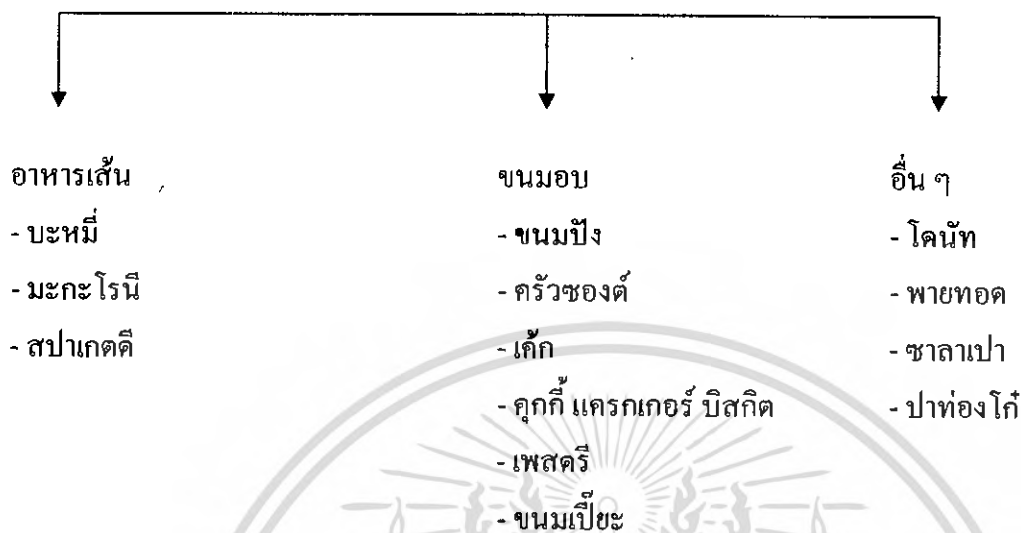 อาหารเส้น
- บะหมี่
- มะกะโรนี
- สปาเกตตี
ขนมอบ
- ขนมปัง
- ครัวซองต์
- เค้ก
- คุกกี้ แครกเกอร์ บิสกิต
- เพสตรี
- ขนมเปี๊ยะ
อื่น ๆ
- โดนัท
- พายทอด
- ซาลาเปา
- ปาท่องโก๋